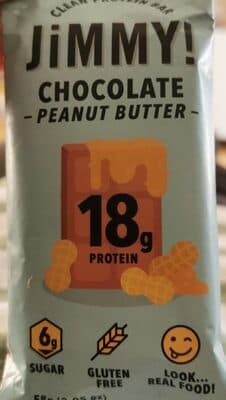 CLEAN PROTEIN BAR
JiMMY!
CHOCOLATE
- PEANUT BUTTER -
18g
PROTEIN
6g
SUGAR
GLUTEN
FREE
LOOK...
REAL FOOD!